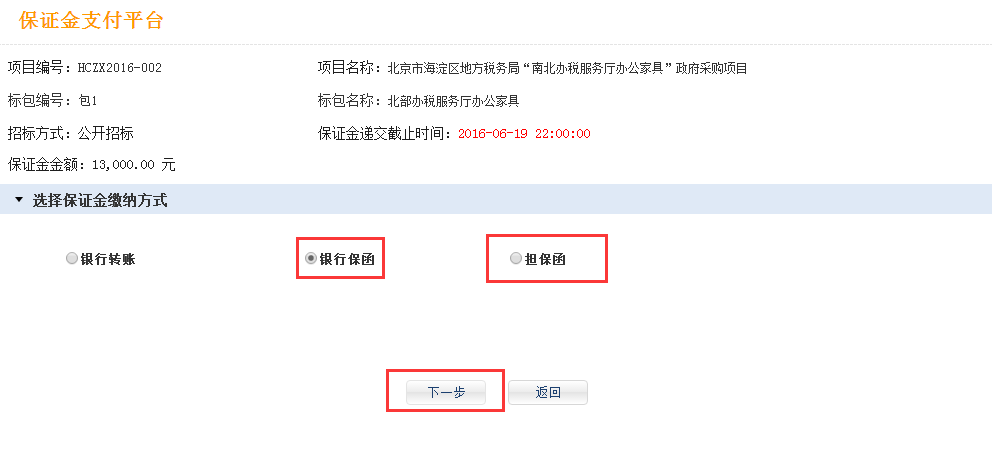 保证金支付平台
项目编号：HCZX2016-002 项目名称：北京市海淀区地方税务局“南北办税服务厅办公家具”政府采购项目
标包编号：包1 标包名称：北部办税服务厅办公家具
招标方式：公开招标 保证金递交截止时间：2016-06-19 22:00:00
保证金金额：13,000.00 元
选择保证金缴纳方式
银行转账 银行保函 担保函
下一步 返回